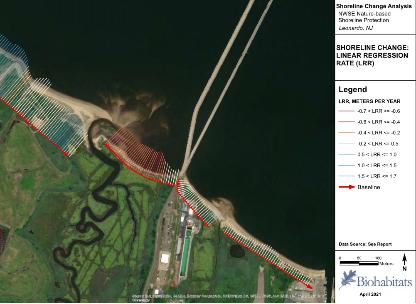 Shoreline Change Analysis
NWSE Nature-based
Shoreline Protection
Leonardo, NJ
SHORELINE CHANGE:
LINEAR REGRESSION
RATE (LRR)
Legend
LRR, METERS PER YEAR
-0.7 < LRR <= -0.6
-0.6 < LRR <= -0.4
-0.4 < LRR <= -0.2
-0.2 < LRR <= 0.5
0.5 < LRR <= 1.0
1.0 < LRR <= 1.5
1.5 < LRR <= 1.7
Baseline
Data Source: See Report
Meters
N
Biohabitats
April 2021